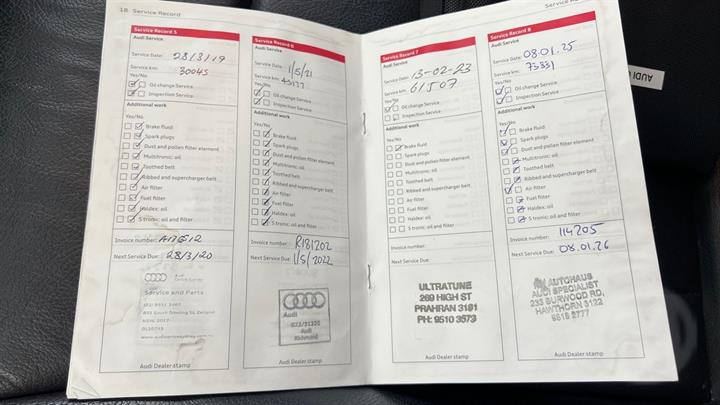 18 Service Record
Service Record 5
Audi Service
Service Date: 28/3/19
Service km: 30045
Yes/No
Oil change Service
Inspection Service
Additional work
Yes/No
Brake fluid
Spark plugs
Dust and pollen filter element
Multitronic: oil
Toothed belt
Ribbed and supercharger belt
Air filter
Fuel filter
Haldex: oil
S tronic: oil and filter
Invoice number:
Next Service Due: 28/3/20
Audi
Service and Parts
Audi Dealer stamp
Service Record 6
Audi Service
Service Date: 1/5/21
Service km:
Yes/No
Oil change Service
Inspection Service
Additional work
Yes/No
Brake fluid
Spark plugs
Dust and pollen filter element
Multitronic: oil
Toothed belt
Ribbed and supercharger belt
Air filter
Fuel filter
Haldex: oil
S tronic: oil and filter
Invoice number: R181202
Next Service Due: 1/5/2022
Audi
Audi
Richmond
Audi Dealer stamp
Service Record 7
Audi Service
Service Date: 13-02-23
Service km: 61507
Yes/No
Oil change Service
Inspection Service
Additional work
Yes/No
Brake fluid
Spark plugs
Dust and pollen filter element
Multitronic: oil
Toothed belt
Ribbed and supercharger belt
Air filter
Fuel filter
Haldex: oil
S tronic: oil and filter
Invoice number:
Next Service Due:
ULTRATUNE
269 HIGH ST
PRAHRAN 3181
PH: 9510 3573
Audi Dealer stamp
Service Record 8
Audi Service
Service Date: 08.01.25
Service km: 73331
Yes/No
Oil change Service
Inspection Service
Additional work
Yes/No
Brake fluid
Spark plugs
Dust and pollen filter element
Multitronic: oil
Toothed belt
Ribbed and supercharger belt
Air filter
Fuel filter
Haldex: oil
S tronic: oil and filter
Invoice number: 114205
Next Service Due: 08.01.26
AUTOHAUS
AUDI SPECIALIST
233 BURWOOD RD,
HAWTHORN 3122
9818 2777
Audi Dealer stamp